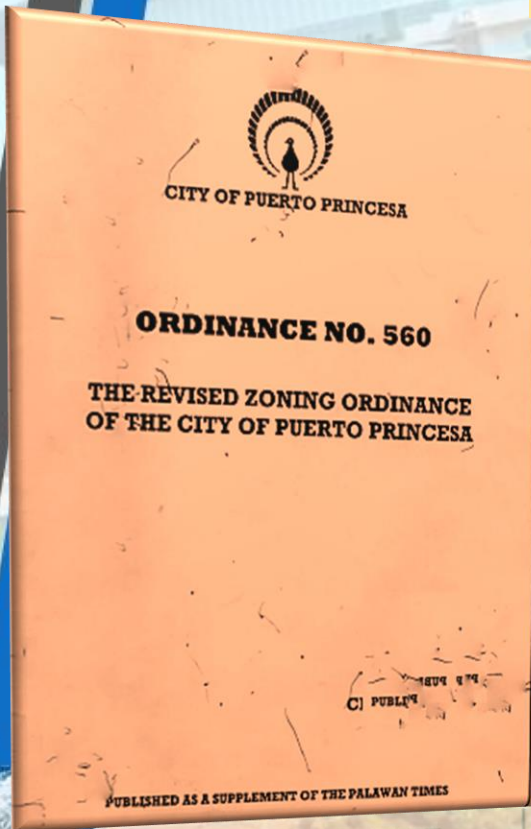 CITY OF PUERTO PRINCESA
ORDINANCE NO. 560
THE REVISED ZONING ORDINANCE
OF THE CITY OF PUERTO PRINCESA
PUBLISHED AS A SUPPLEMENT OF THE PALAWAN TIMES